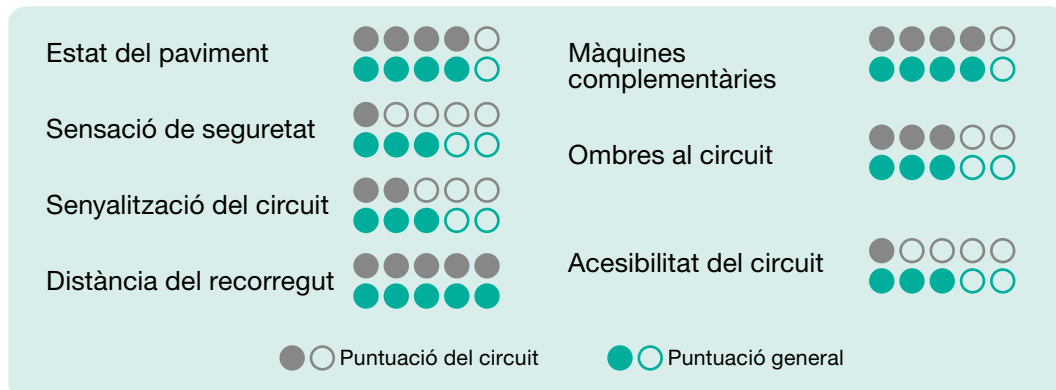 Estat del paviment
Sensació de seguretat
Senyalització del circuit
Distància del recorregut
Màquines
complementàries
Ombres al circuit
Acesibilitat del circuit
Puntuació del circuit
Puntuació general